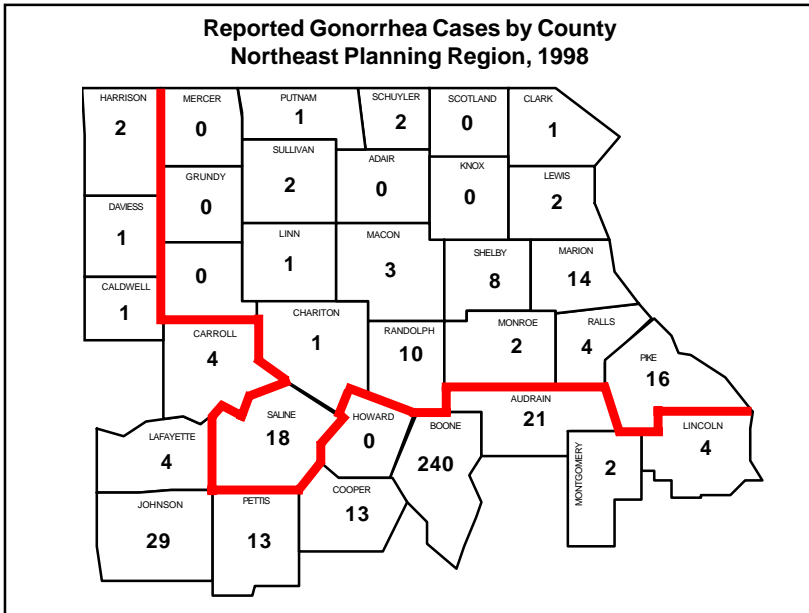 Reported Gonorrhea Cases by County
Northeast Planning Region, 1998
HARRISON
2
MERCER
0
PUTNAM
1
SCHUYLER
2
SCOTLAND
0
CLARK
1
SULLIVAN
2
ADAIR
0
KNOX
0
GRUNDY
0
LEWIS
2
DAVIESS
1
LINN
1
MACON
3
SHELBY
8
MARION
14
0
CALDWELL
1
CHARITON
1
CARROLL
4
RANDOLPH
10
MONROE
2
RALLS
4
PIKE
16
AUDRAIN
21
SALINE
18
HOWARD
0
BOONE
240
LINCOLN
4
LAFAYETTE
4
MONTGOMERY
2
COOPER
13
JOHNSON
29
PETTIS
13